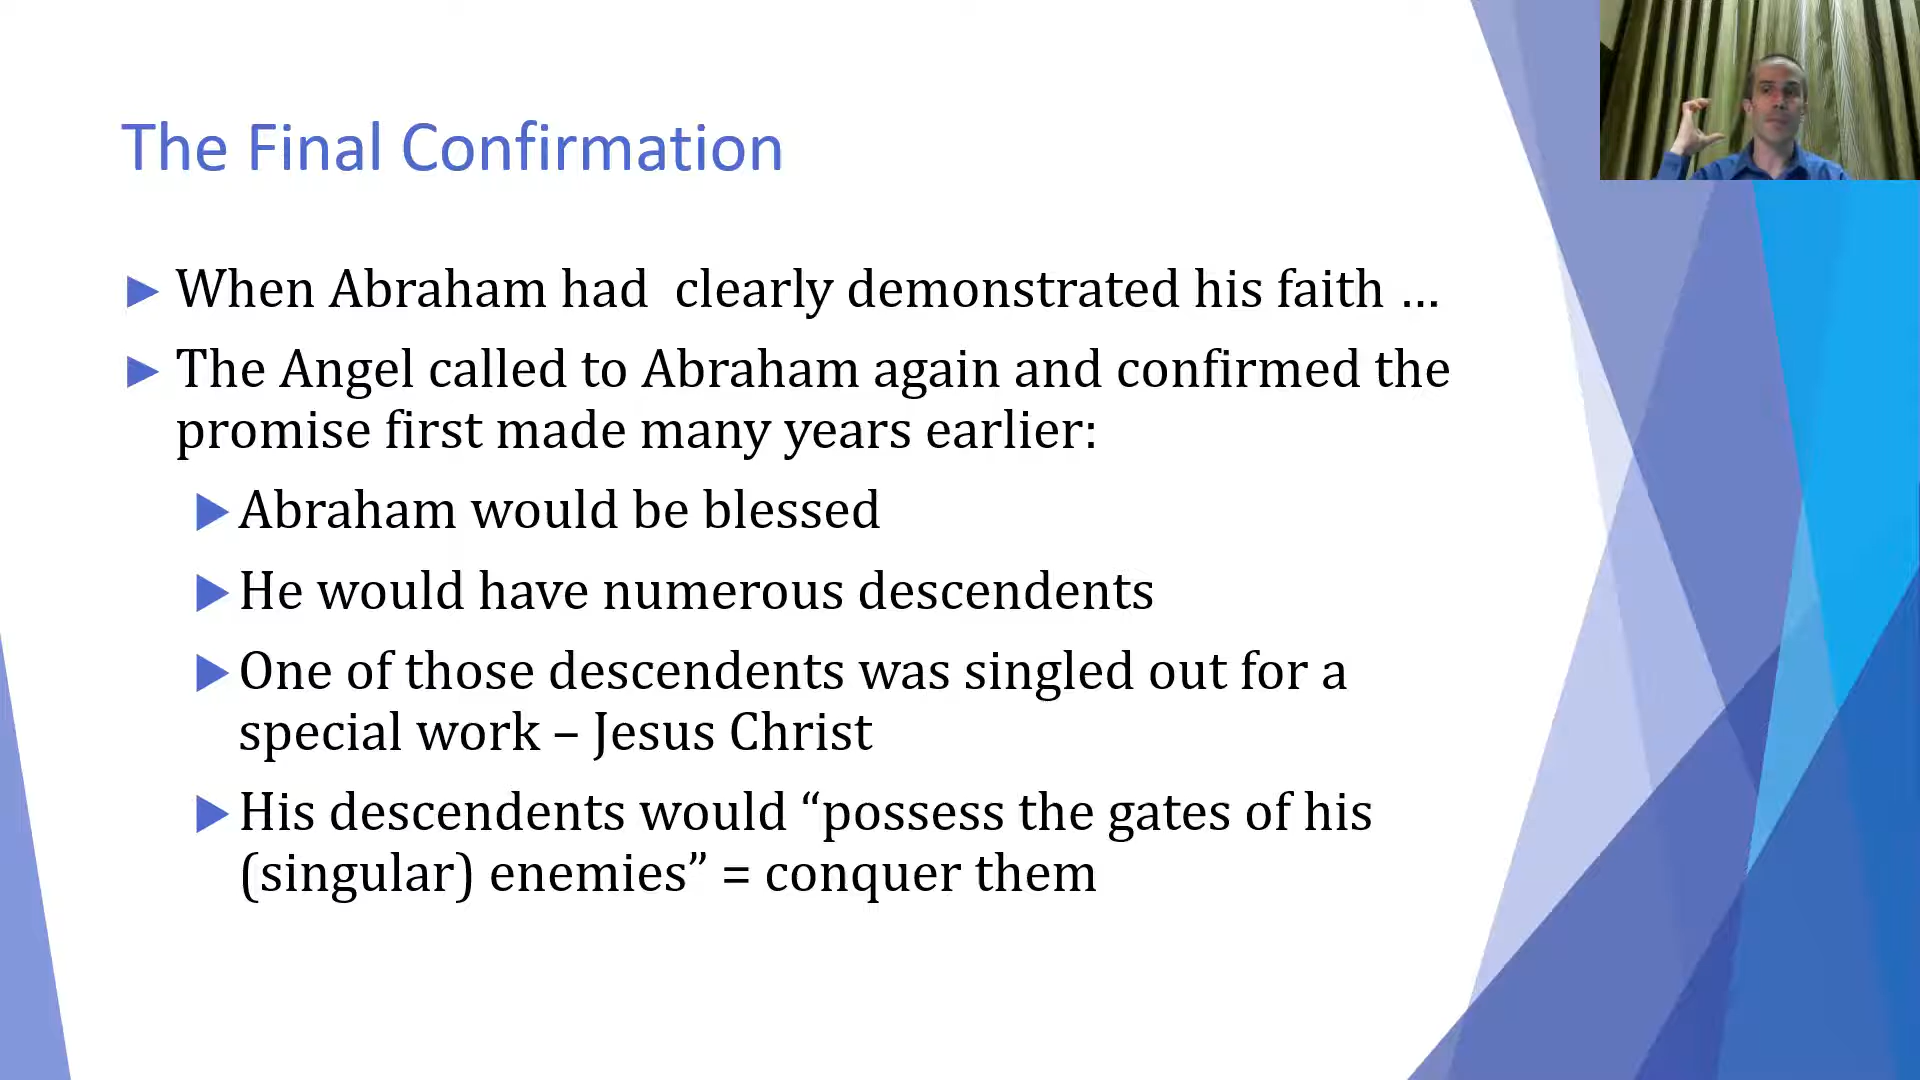 The Final Confirmation
When Abraham had  clearly demonstrated his faith …
The Angel called to Abraham again and confirmed the
promise first made many years earlier:
Abraham would be blessed
He would have numerous descendents
One of those descendents was singled out for a
special work – Jesus Christ
His descendents would “possess the gates of his
(singular) enemies” = conquer them